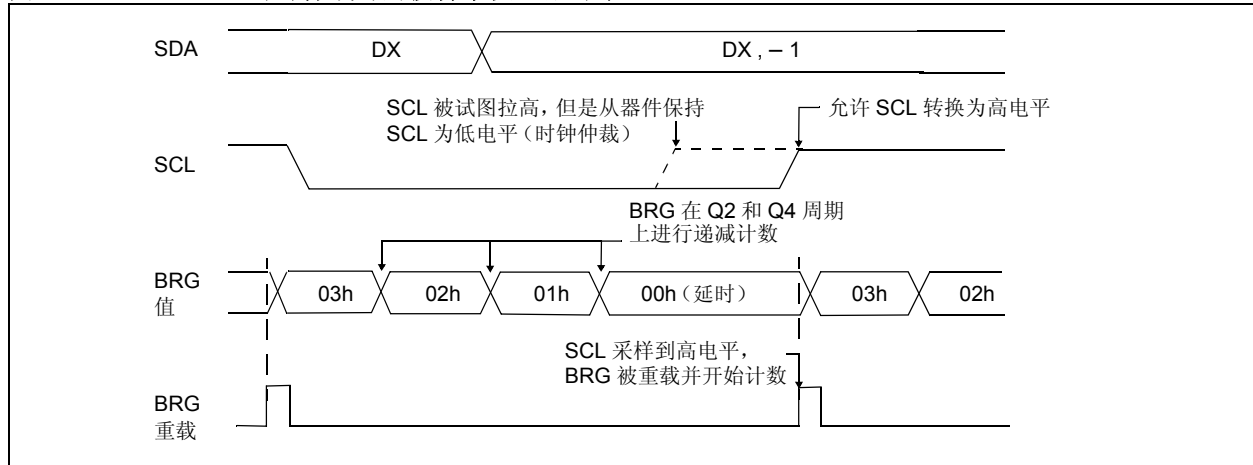 SDA
DX
DX , – 1
SCL 被试图拉高，但是从器件保持
SCL 为低电平（时钟仲裁）
允许 SCL 转换为高电平
SCL
BRG 在 Q2 和 Q4 周期
上进行递减计数
BRG
值
03h
02h
01h
00h（延时）
03h
02h
SCL 采样到高电平，
BRG 被重载并开始计数
BRG
重载